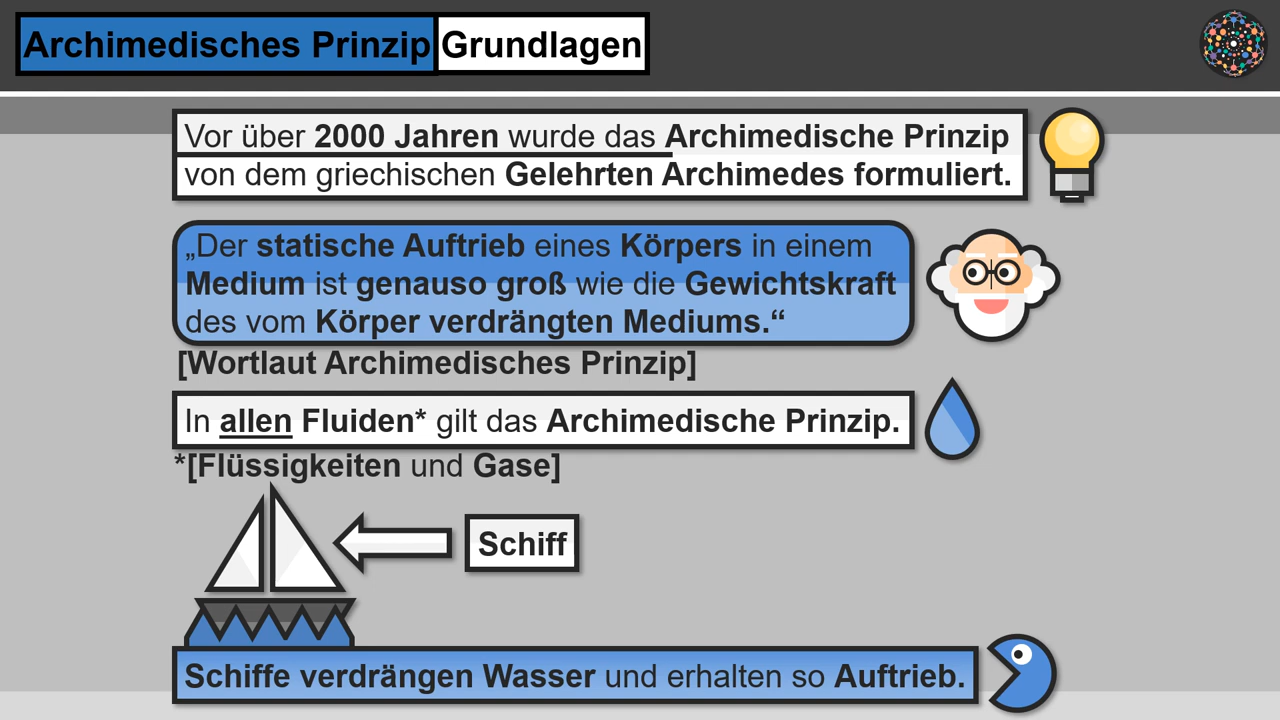 Archimedisches Prinzip Grundlagen
Vor über 2000 Jahren wurde das Archimedische Prinzip
von dem griechischen Gelehrten Archimedes formuliert.
„Der statische Auftrieb eines Körpers in einem
Medium ist genauso groß wie die Gewichtskraft
des vom Körper verdrängten Mediums.“
[Wortlaut Archimedisches Prinzip]
In allen Fluiden* gilt das Archimedische Prinzip.
*[Flüssigkeiten und Gase]
Schiff
Schiffe verdrängen Wasser und erhalten so Auftrieb.